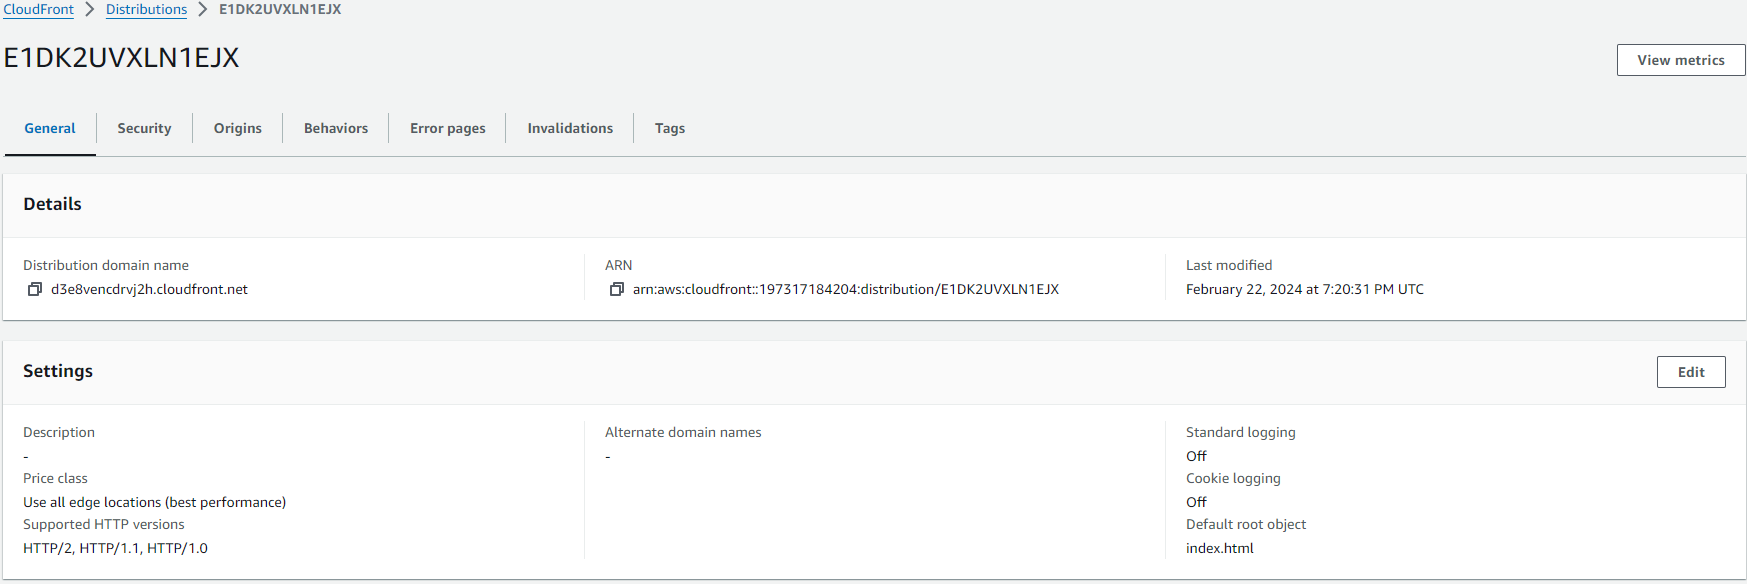 CloudFront > Distributions > E1DK2UVXLN1EJX
E1DK2UVXLN1EJX
View metrics
General
Security
Origins
Behaviors
Error pages
Invalidations
Tags
Details
Distribution domain name
d3e8vencdrvj2h.cloudfront.net
ARN
arn:aws:cloudfront::197317184204:distribution/E1DK2UVXLN1EJX
Last modified
February 22, 2024 at 7:20:31 PM UTC
Settings
Edit
Description
-
Price class
Use all edge locations (best performance)
Supported HTTP versions
HTTP/2, HTTP/1.1, HTTP/1.0
Alternate domain names
-
Standard logging
Off
Cookie logging
Off
Default root object
index.html